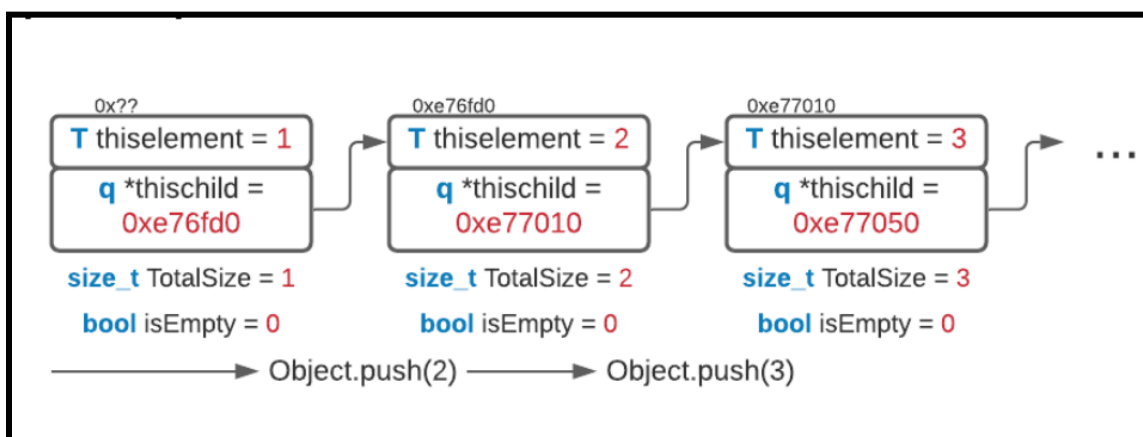 0x??
T thiselement = 1
q *thischild =
0xe76fd0
size_t TotalSize = 1
bool isEmpty = 0
0xe76fd0
T thiselement = 2
q *thischild =
0xe77010
size_t TotalSize = 2
bool isEmpty = 0
0xe77010
T thiselement = 3
q *thischild =
0xe77050
size_t TotalSize = 3
bool isEmpty = 0
...
Object.push(2)
Object.push(3)